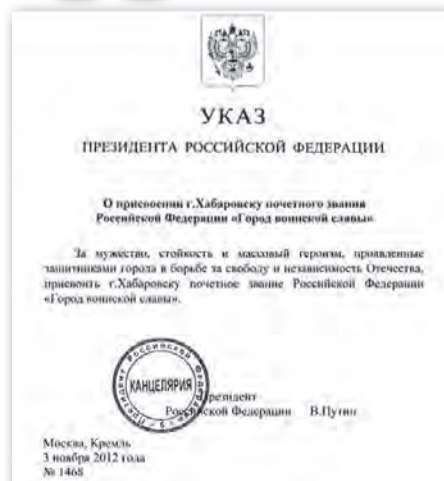 УКАЗ
ПРЕЗИДЕНТА РОССИЙСКОЙ ФЕДЕРАЦИИ
О присвоении г.Хабаровску почетного звания
Российской Федерации «Город воинской славы»
За мужество, стойкость и массовый героизм, проявленные
защитниками города в борьбе за свободу и независимость Отечества,
присвоить г.Хабаровску почетное звание Российской Федерации
«Город воинской славы».
КАНЦЕЛЯРИЯ
Президент
Российской Федерации В.Путин
Москва, Кремль
3 ноября 2012 года
№ 1468